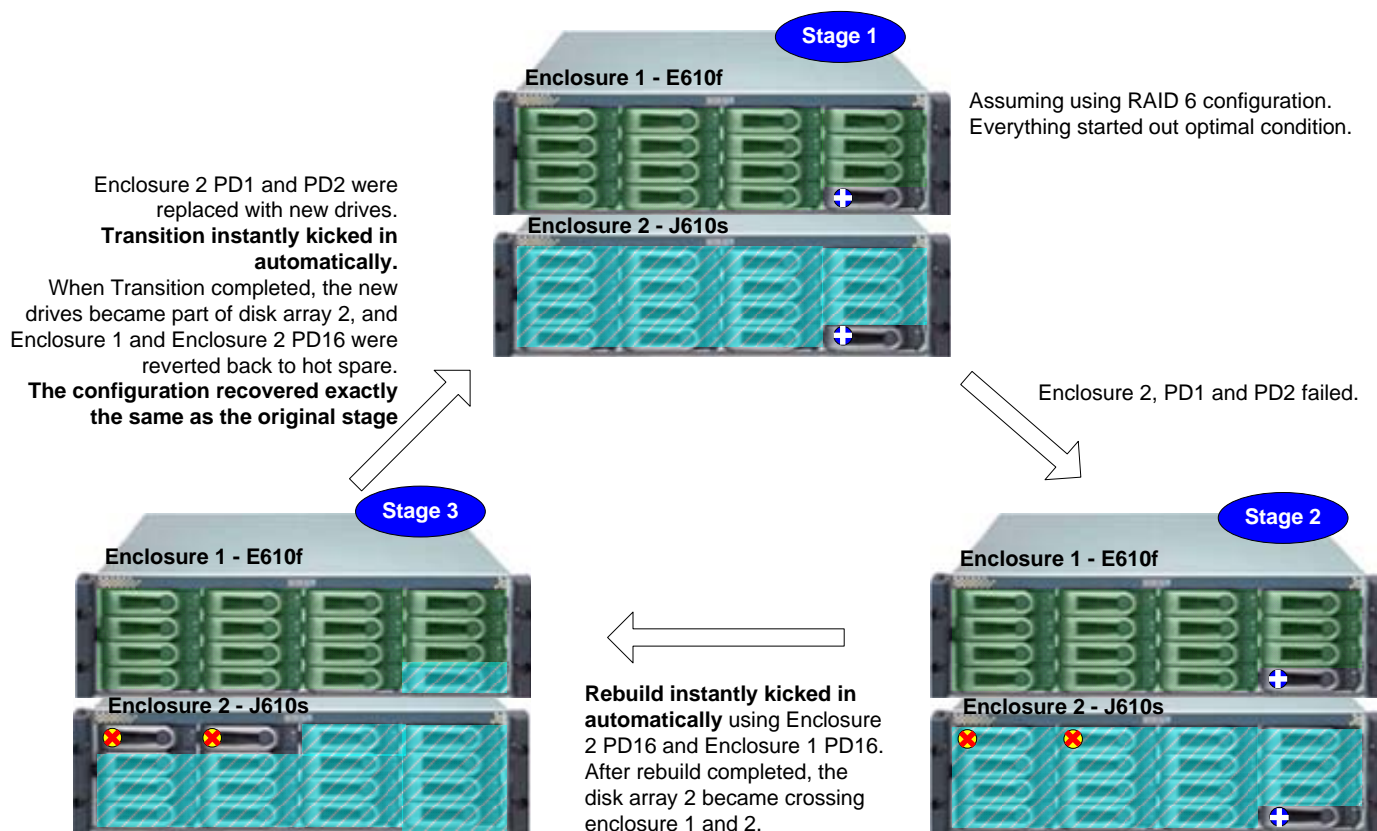 Stage 1
Enclosure 1 - E610f
Enclosure 2 - J610s
Assuming using RAID 6 configuration.
Everything started out optimal condition.
Enclosure 2 PD1 and PD2 were
replaced with new drives.
Transition instantly kicked in
automatically.
When Transition completed, the new
drives became part of disk array 2, and
Enclosure 1 and Enclosure 2 PD16 were
reverted back to hot spare.
The configuration recovered exactly
the same as the original stage
Enclosure 2, PD1 and PD2 failed.
Stage 3
Enclosure 1 - E610f
Enclosure 2 - J610s
Rebuild instantly kicked in
automatically using Enclosure
2 PD16 and Enclosure 1 PD16.
After rebuild completed, the
disk array 2 became crossing
enclosure 1 and 2.
Stage 2
Enclosure 1 - E610f
Enclosure 2 - J610s